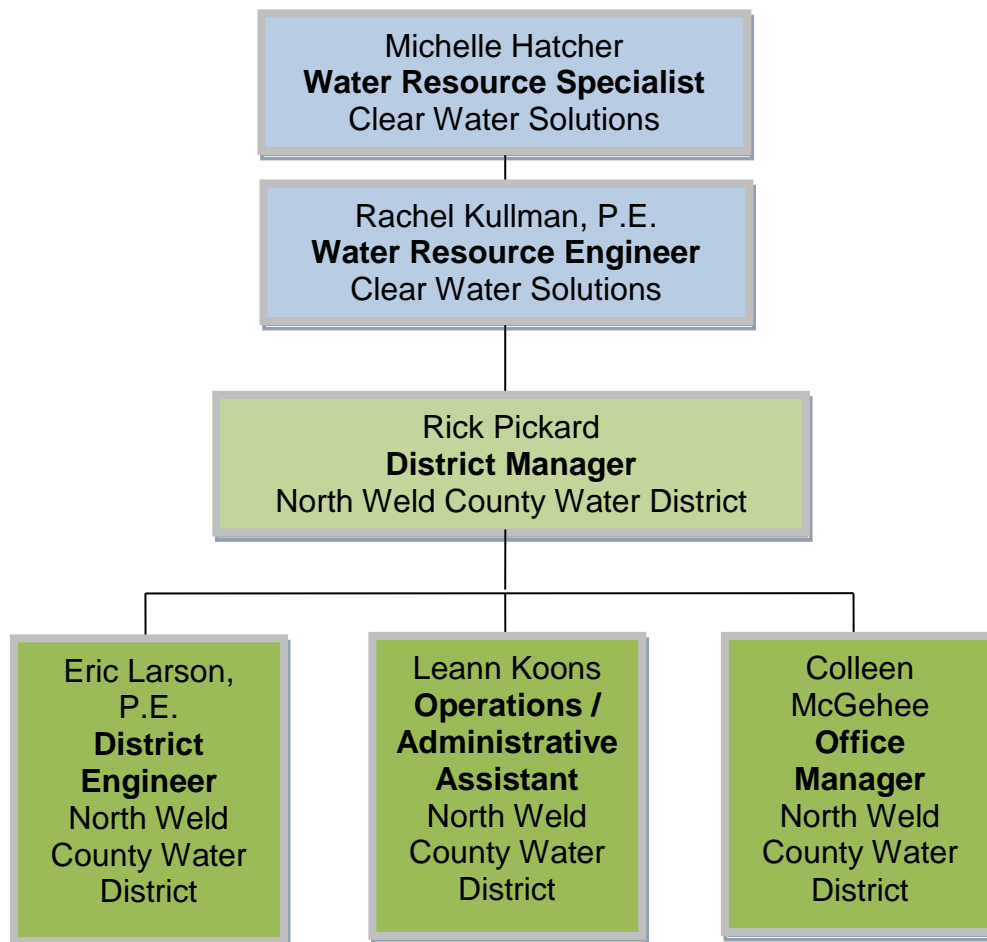 Michelle Hatcher
Water Resource Specialist
Clear Water Solutions
Rachel Kullman, P.E.
Water Resource Engineer
Clear Water Solutions
Rick Pickard
District Manager
North Weld County Water District
Eric Larson,
P.E.
District
Engineer
North Weld
County Water
District
Leann Koons
Operations /
Administrative
Assistant
North Weld
County Water
District
Colleen
McGehee
Office
Manager
North Weld
County Water
District